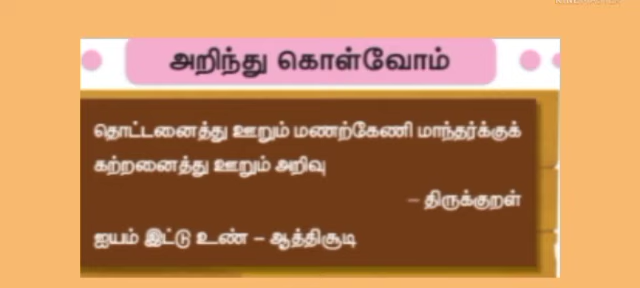 அறிந்து கொள்வோம்
தொட்டனைத்து ஊறும் மணற்கேணி மாந்தர்க்குக்
கற்றனைத்து ஊறும் அறிவு
– திருக்குறள்
ஐயம் இட்டு உண் – ஆத்திசூடி